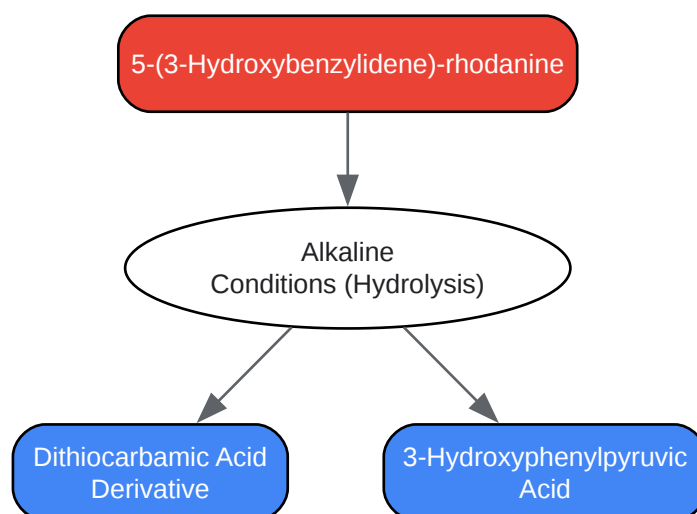 5-(3-Hydroxybenzylidene)-rhodanine
Alkaline
Conditions (Hydrolysis)
Dithiocarbamic Acid
Derivative
3-Hydroxyphenylpyruvic
Acid